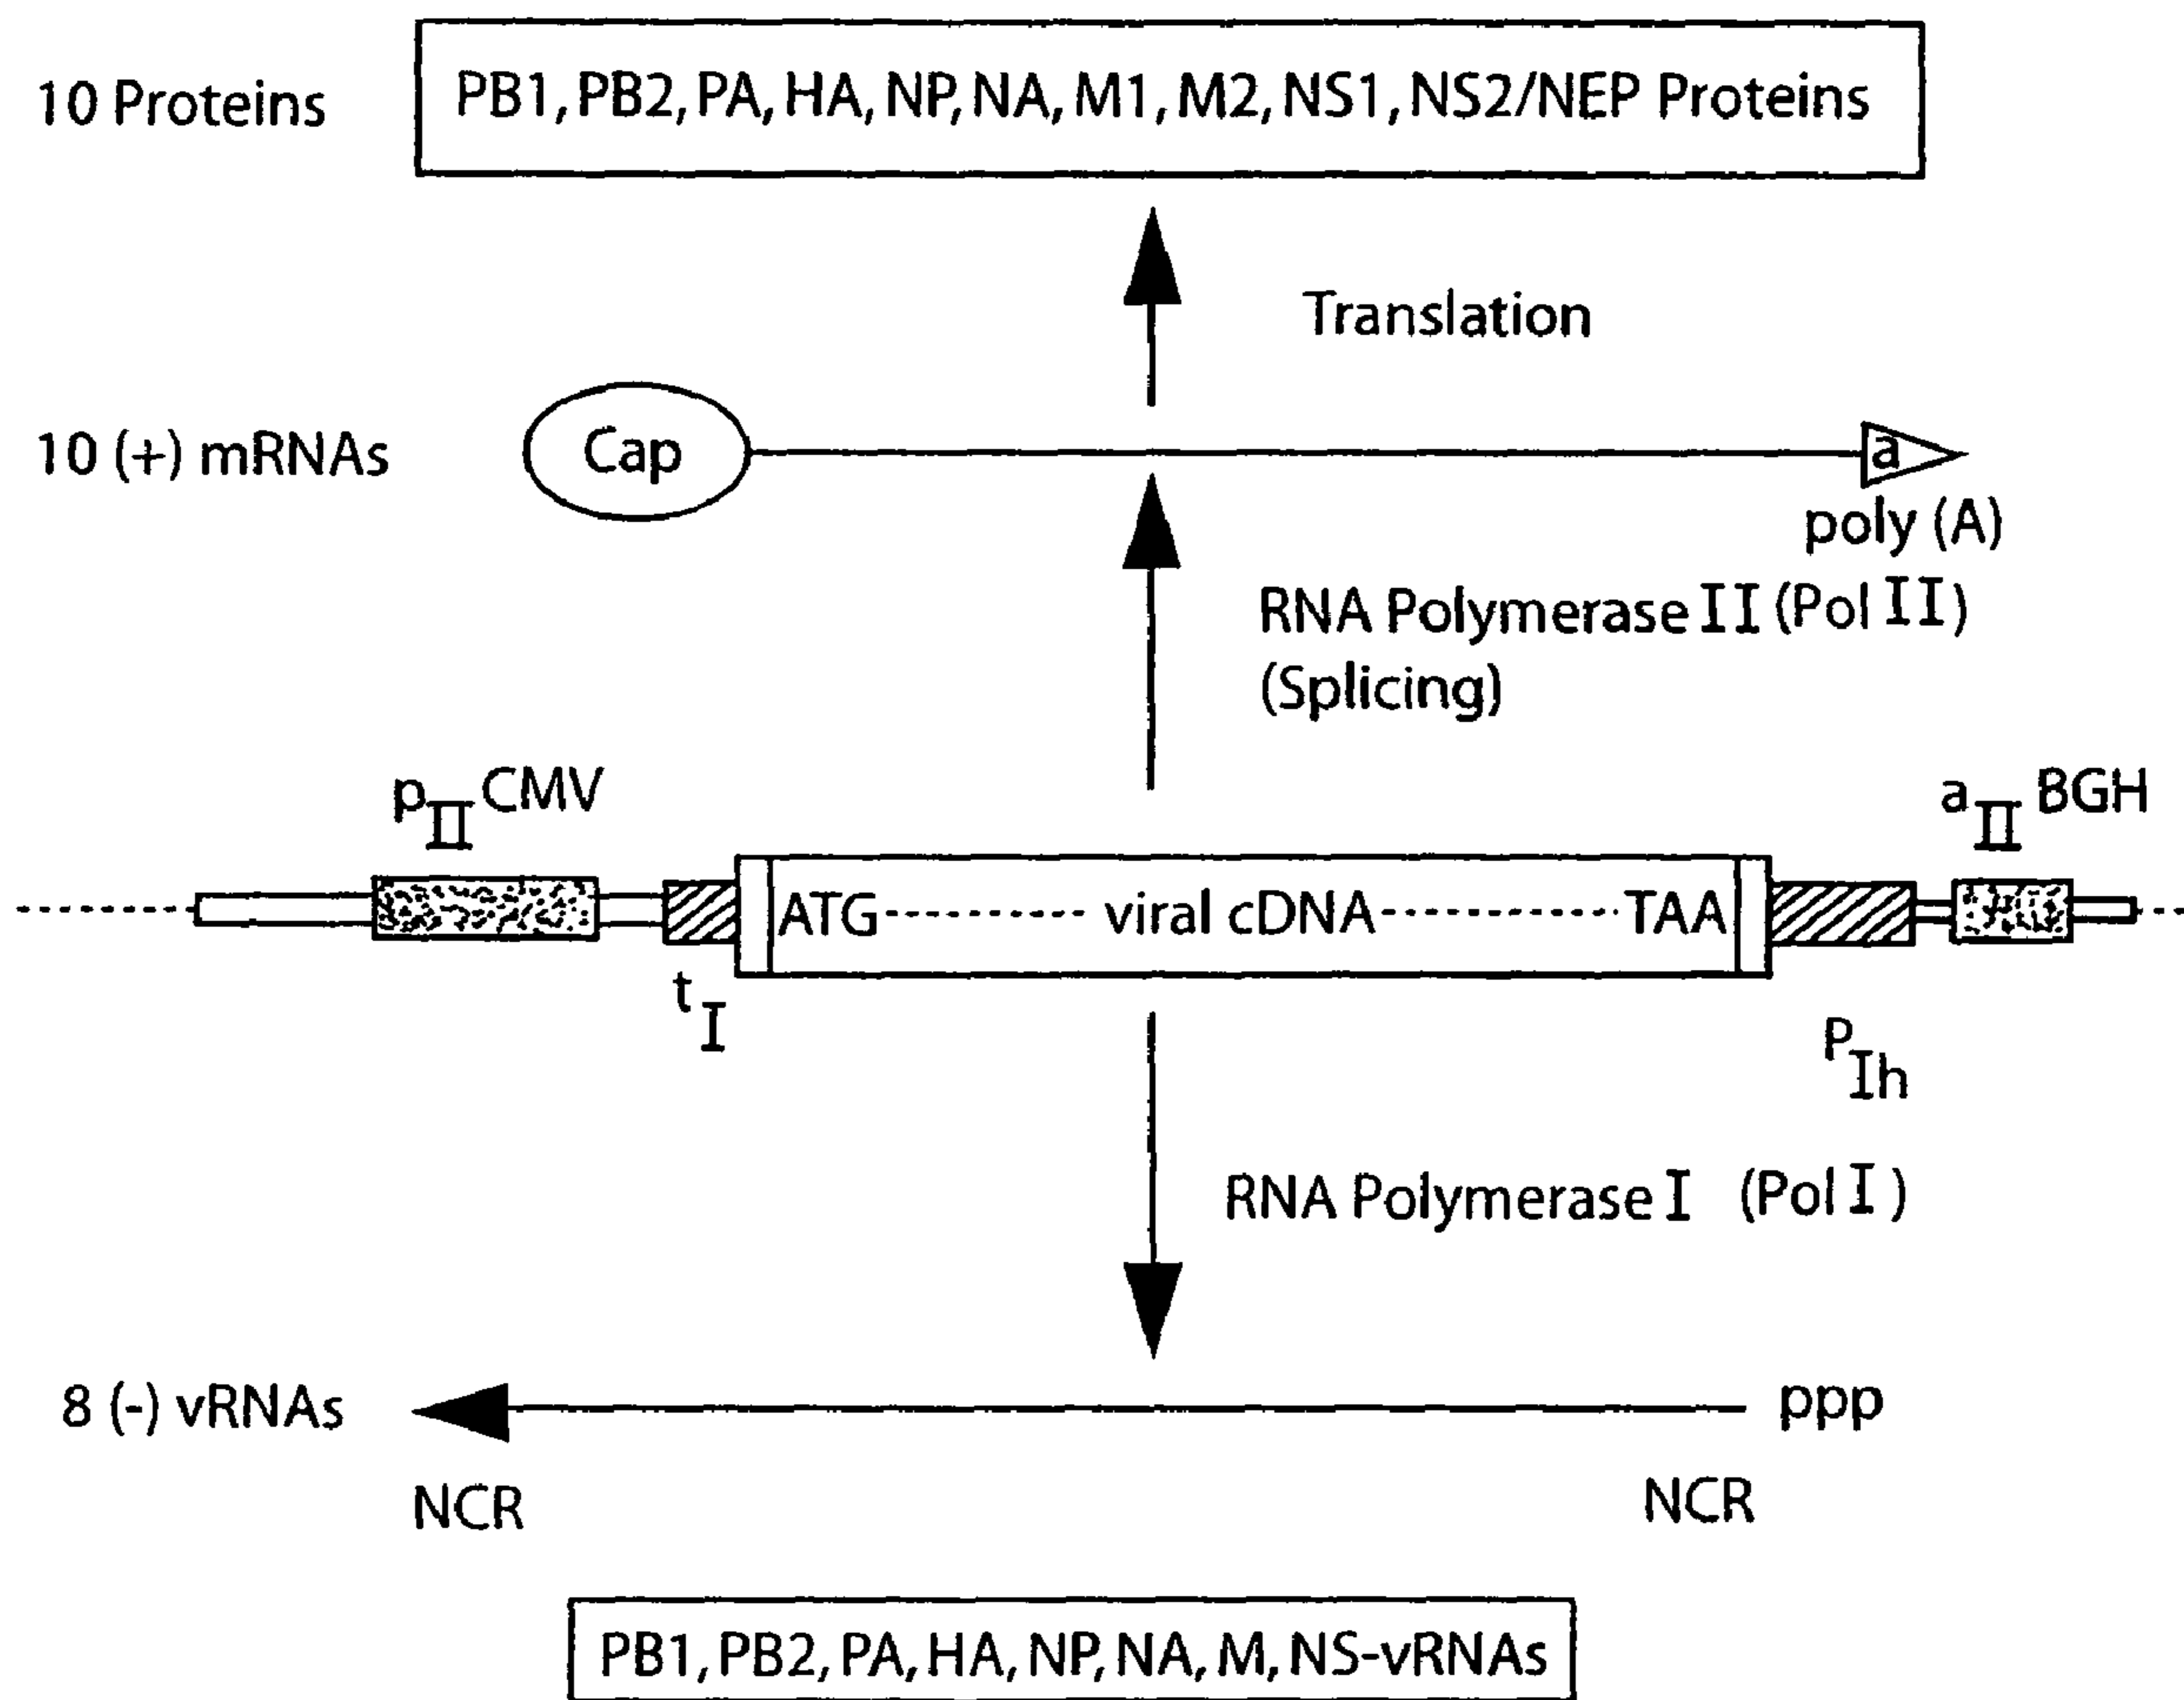 10 Proteins
PB1, PB2, PA, HA, NP, NA, M1, M2, NS1, NS2/NEP Proteins
Translation
10 (+) mRNAs
Cap
a
poly (A)
RNA Polymerase II (Pol II)
(Splicing)
pII CMV
aII BGH
ATG---------- viral cDNA------------TAA
tI
PIh
RNA Polymerase I (Pol I)
8 (-) vRNAs
ppp
NCR
NCR
PB1, PB2, PA, HA, NP, NA, M, NS-vRNAs